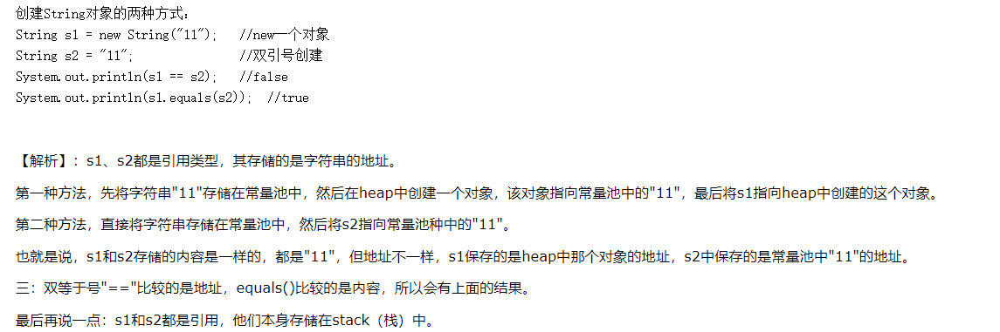 创建String对象的两种方式：
String s1 = new String("11");   //new一个对象
String s2 = "11";               //双引号创建
System.out.println(s1 == s2);   //false
System.out.println(s1.equals(s2));  //true
【解析】：s1、s2都是引用类型，其存储的是字符串的地址。
第一种方法，先将字符串"11"存储在常量池中，然后在heap中创建一个对象，该对象指向常量池中的"11"，最后将s1指向heap中创建的这个对象。
第二种方法，直接将字符串存储在常量池中，然后将s2指向常量池种中的"11"。
也就是说，s1和s2存储的内容是一样的，都是"11"，但地址不一样，s1保存的是heap中那个对象的地址，s2中保存的是常量池中"11"的地址。
三：双等于号"=="比较的是地址，equals()比较的是内容，所以会有上面的结果。
最后再说一点：s1和s2都是引用，他们本身存储在stack（栈）中。